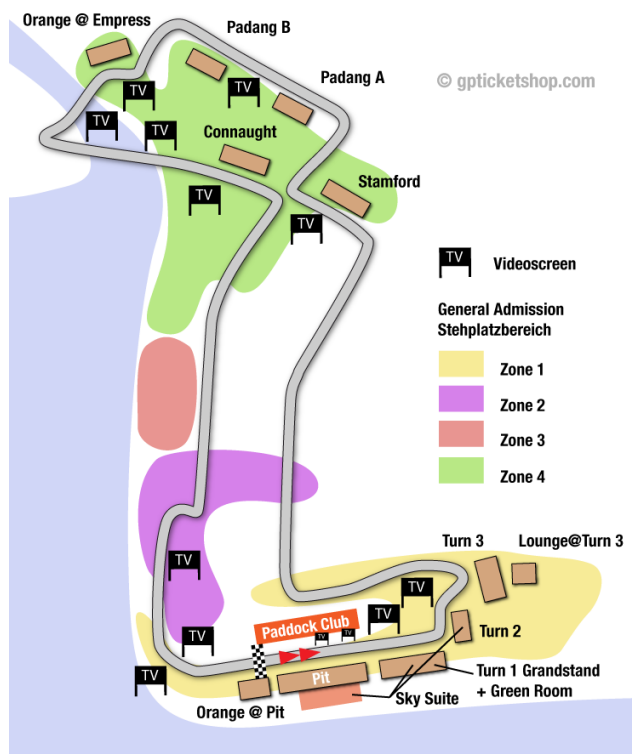 Orange @ Empress
Padang B
Padang A
© gpticketshop.com
TV
TV
TV
TV
Connaught
Stamford
TV
TV
TV
Videoscreen
General Admission
Stehplatzbereich
Zone 1
Zone 2
Zone 3
Zone 4
Turn 3
Lounge@Turn 3
TV
TV
TV
Paddock Club
TV
TV
TV
Turn 2
TV
Pit
Turn 1 Grandstand
+ Green Room
Sky Suite
Orange @ Pit